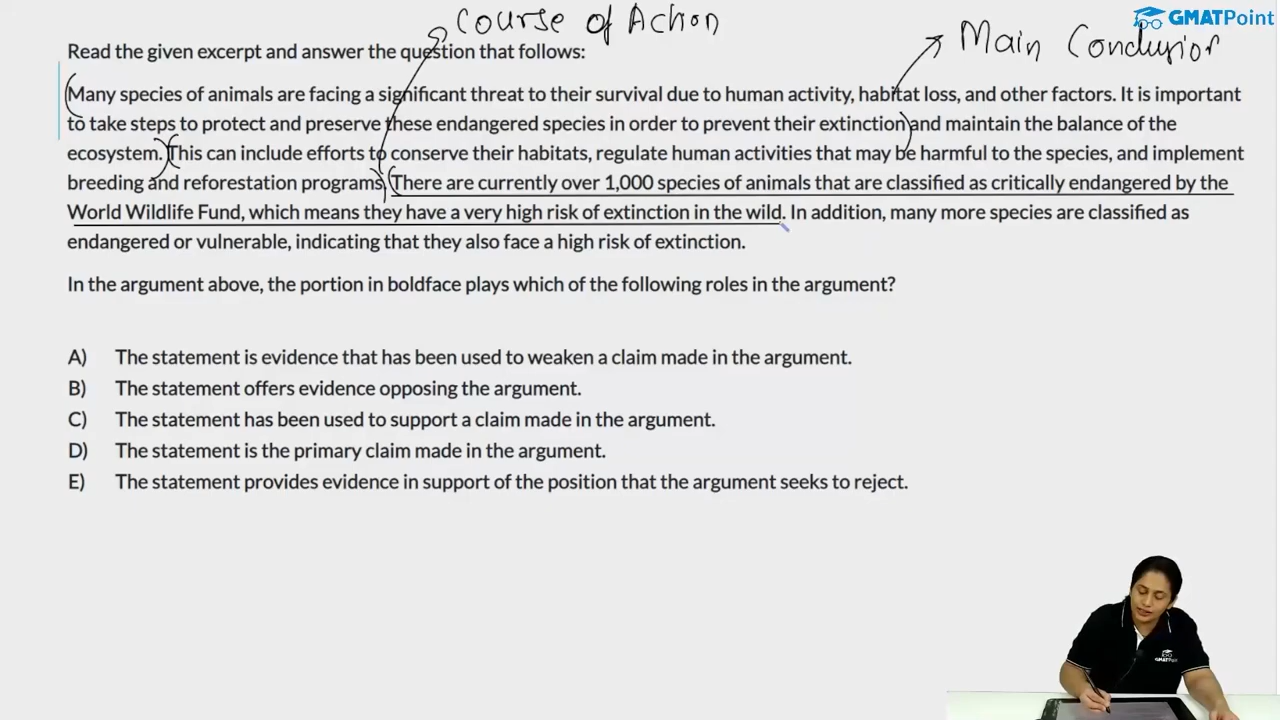 Course of Action
Main Conclusion
GMATPoint
Read the given excerpt and answer the question that follows:
Many species of animals are facing a significant threat to their survival due to human activity, habitat loss, and other factors. It is important
to take steps to protect and preserve these endangered species in order to prevent their extinction and maintain the balance of the
ecosystem. This can include efforts to conserve their habitats, regulate human activities that may be harmful to the species, and implement
breeding and reforestation programs. There are currently over 1,000 species of animals that are classified as critically endangered by the
World Wildlife Fund, which means they have a very high risk of extinction in the wild. In addition, many more species are classified as
endangered or vulnerable, indicating that they also face a high risk of extinction.
In the argument above, the portion in boldface plays which of the following roles in the argument?
A) The statement is evidence that has been used to weaken a claim made in the argument.
B) The statement offers evidence opposing the argument.
C) The statement has been used to support a claim made in the argument.
D) The statement is the primary claim made in the argument.
E) The statement provides evidence in support of the position that the argument seeks to reject.